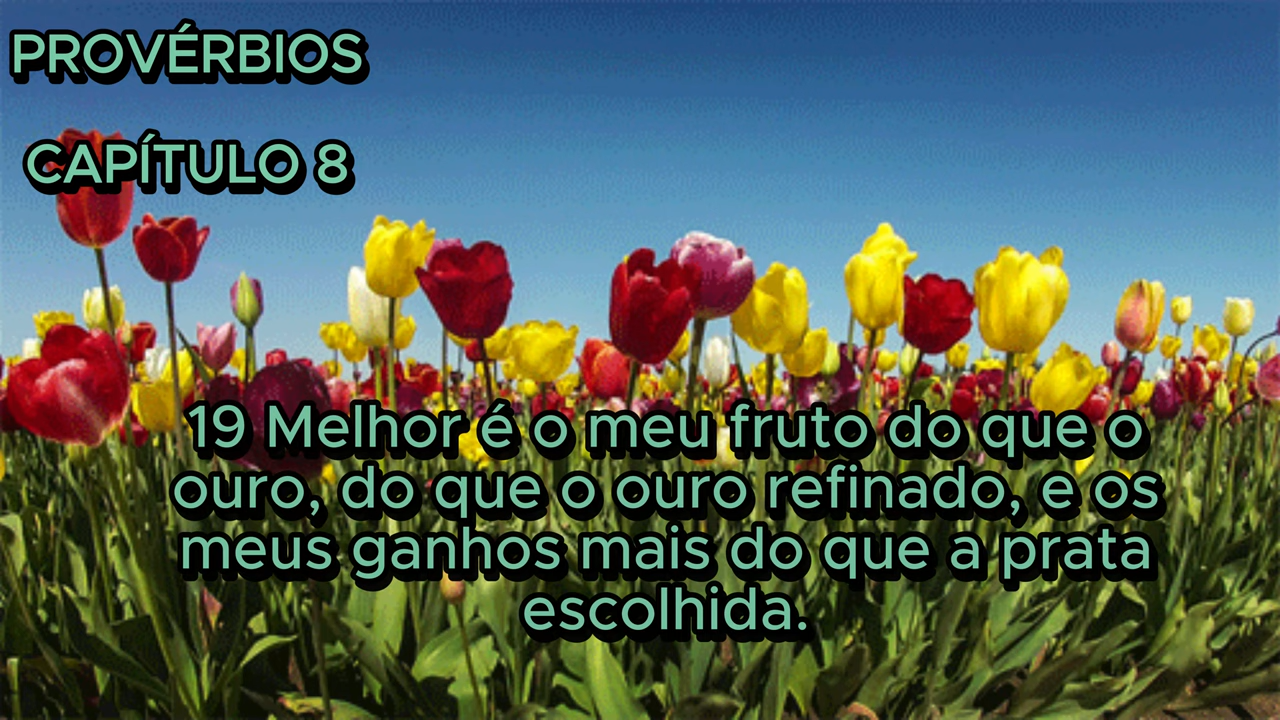 PROVÉRBIOS
CAPÍTULO 8
19 Melhor é o meu fruto do que o
ouro, do que o ouro refinado, e os
meus ganhos mais do que a prata
escolhida.